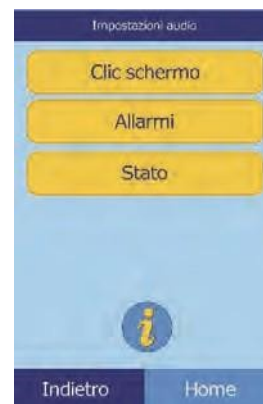 Impostazioni audio
Clic schermo
Allarmi
Stato
i
Indietro Home